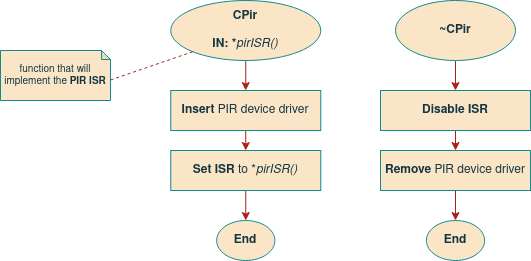 CPir
IN: *pirISR()
~CPir
function that will
implement the PIR ISR
Insert PIR device driver
Disable ISR
Set ISR to *pirISR()
Remove PIR device driver
End
End